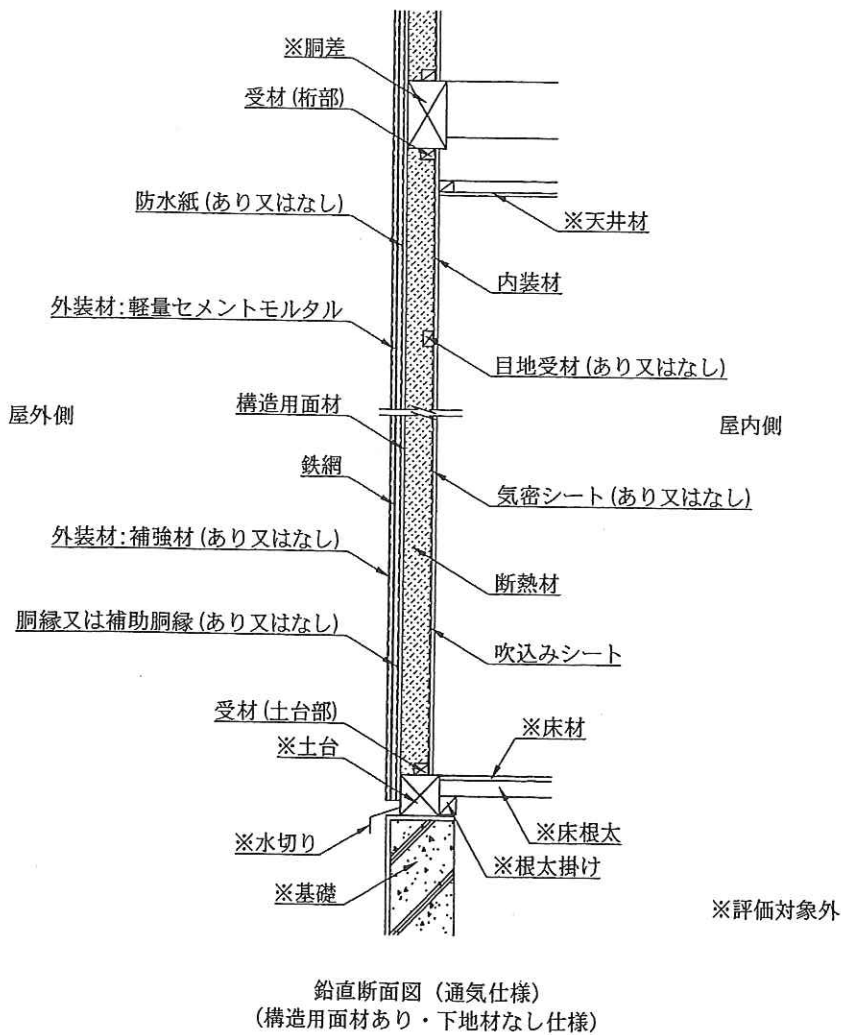 ※胴差
受材(桁部)
防水紙(あり又はなし)
※天井材
内装材
外装材:軽量セメントモルタル
目地受材(あり又はなし)
構造用面材
屋外側
屋内側
鉄網
気密シート(あり又はなし)
外装材:補強材(あり又はなし)
断熱材
胴縁又は補助胴縁(あり又はなし)
吹込みシート
受材(土台部)
※床材
※土台
※床根太
※水切り
※根太掛け
※基礎
※評価対象外
鉛直断面図(通気仕様)
(構造用面材あり・下地材なし仕様)